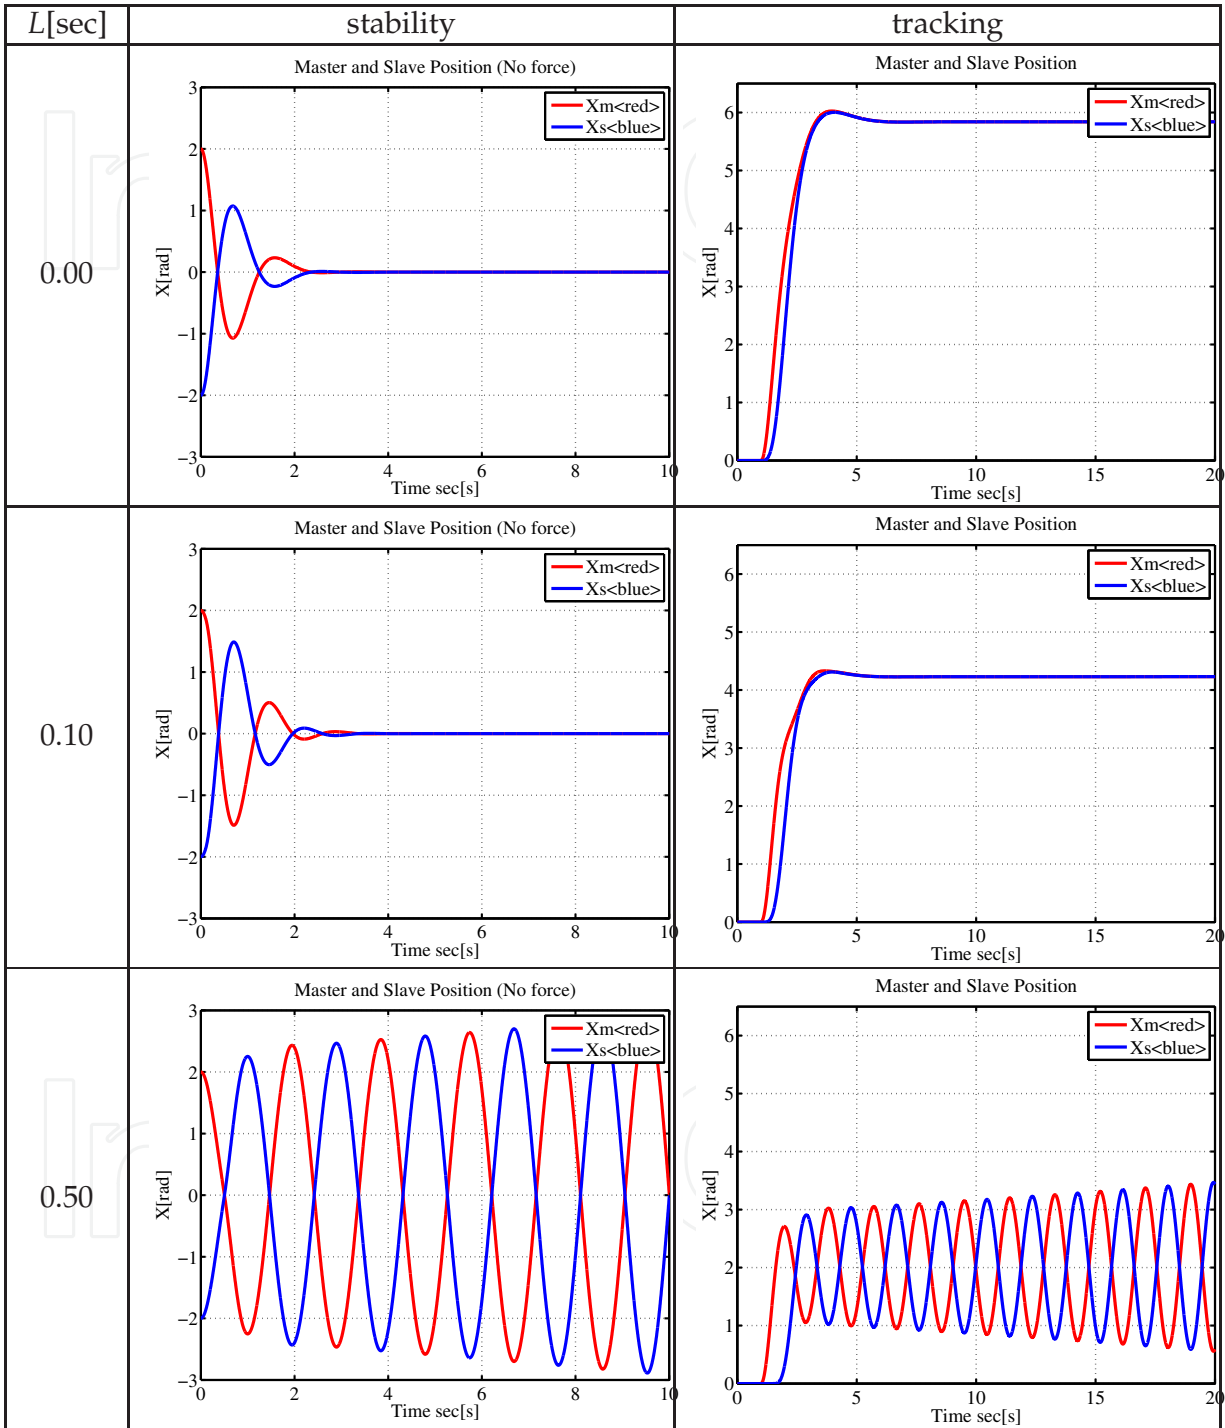 L[sec] stability tracking
0.00
Master and Slave Position (No force)
Xm<red>
Xs<blue>
X[rad]
3
2
1
0
−1
−2
−3
0 2 4 6 8 10
Time sec[s]
Master and Slave Position
Xm<red>
Xs<blue>
X[rad]
6
5
4
3
2
1
0
0 5 10 15 20
Time sec[s]
0.10
Master and Slave Position (No force)
Xm<red>
Xs<blue>
X[rad]
3
2
1
0
−1
−2
−3
0 2 4 6 8 10
Time sec[s]
Master and Slave Position
Xm<red>
Xs<blue>
X[rad]
6
5
4
3
2
1
0
0 5 10 15 20
Time sec[s]
0.50
Master and Slave Position (No force)
Xm<red>
Xs<blue>
X[rad]
3
2
1
0
−1
−2
−3
0 2 4 6 8 10
Time sec[s]
Master and Slave Position
Xm<red>
Xs<blue>
X[rad]
6
5
4
3
2
1
0
0 5 10 15 20
Time sec[s]